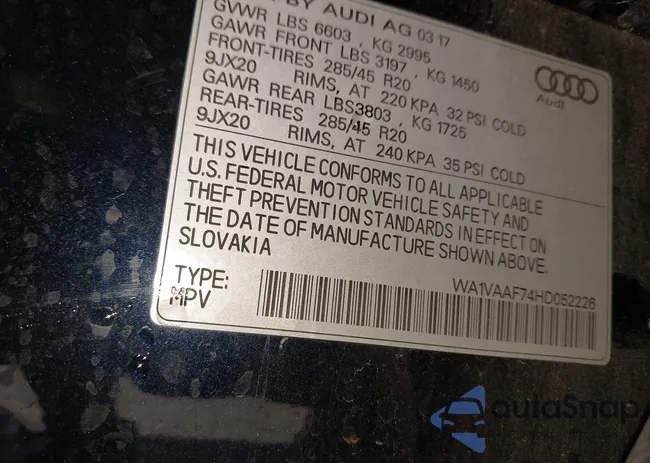 BY AUDI AG 03 17
GVWR LBS 6603 , KG 2995
GAWR FRONT LBS 3197 , KG 1450
FRONT-TIRES 285/45 R20
9JX20 RIMS, AT 220 KPA 32 PSI COLD
GAWR REAR LBS3803 , KG 1725
REAR-TIRES 285/45 R20
9JX20 RIMS, AT 240 KPA 35 PSI COLD
Audi
THIS VEHICLE CONFORMS TO ALL APPLICABLE
U.S. FEDERAL MOTOR VEHICLE SAFETY AND
THEFT PREVENTION STANDARDS IN EFFECT ON
THE DATE OF MANUFACTURE SHOWN ABOVE.
SLOVAKIA
TYPE: WA1VAAF74HD052226
MPV
autoSnap